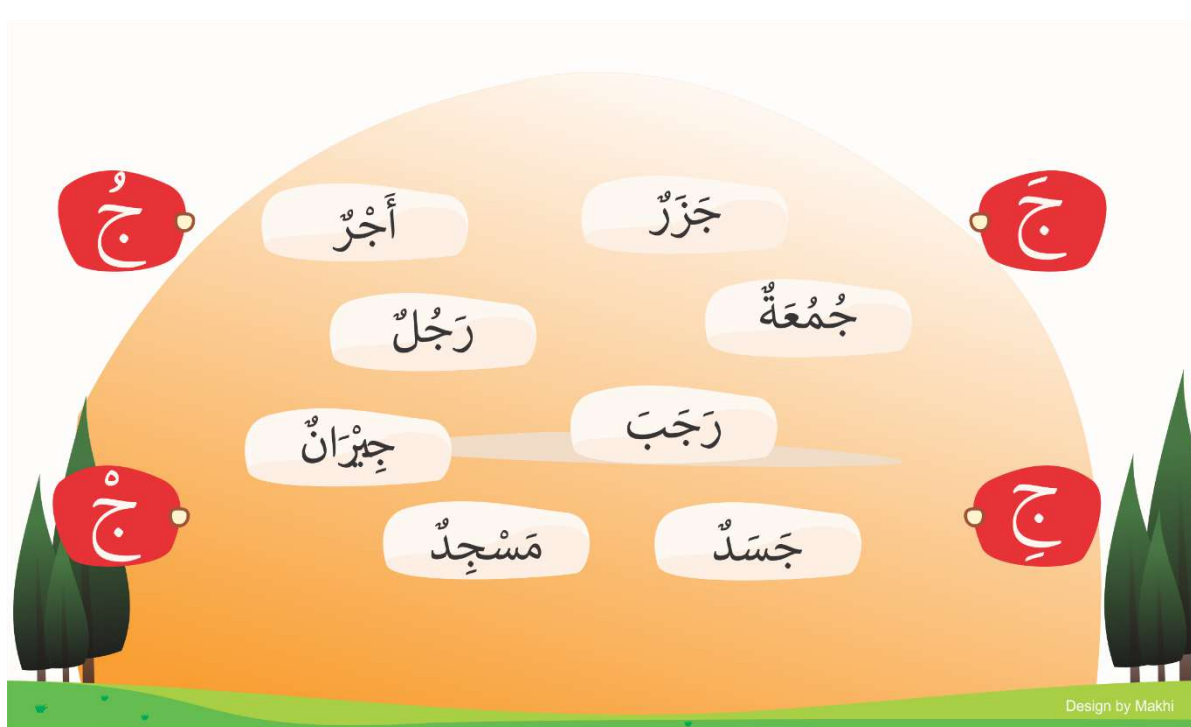 جَ
جُ
جَزَرٌ
أَجْرٌ
جُمُعَةٌ
رَجُلٌ
رَجَبَ
جِيْرَانٌ
جَسَدٌ
مَسْجِدٌ
جِ
جْ
Design by Makhi